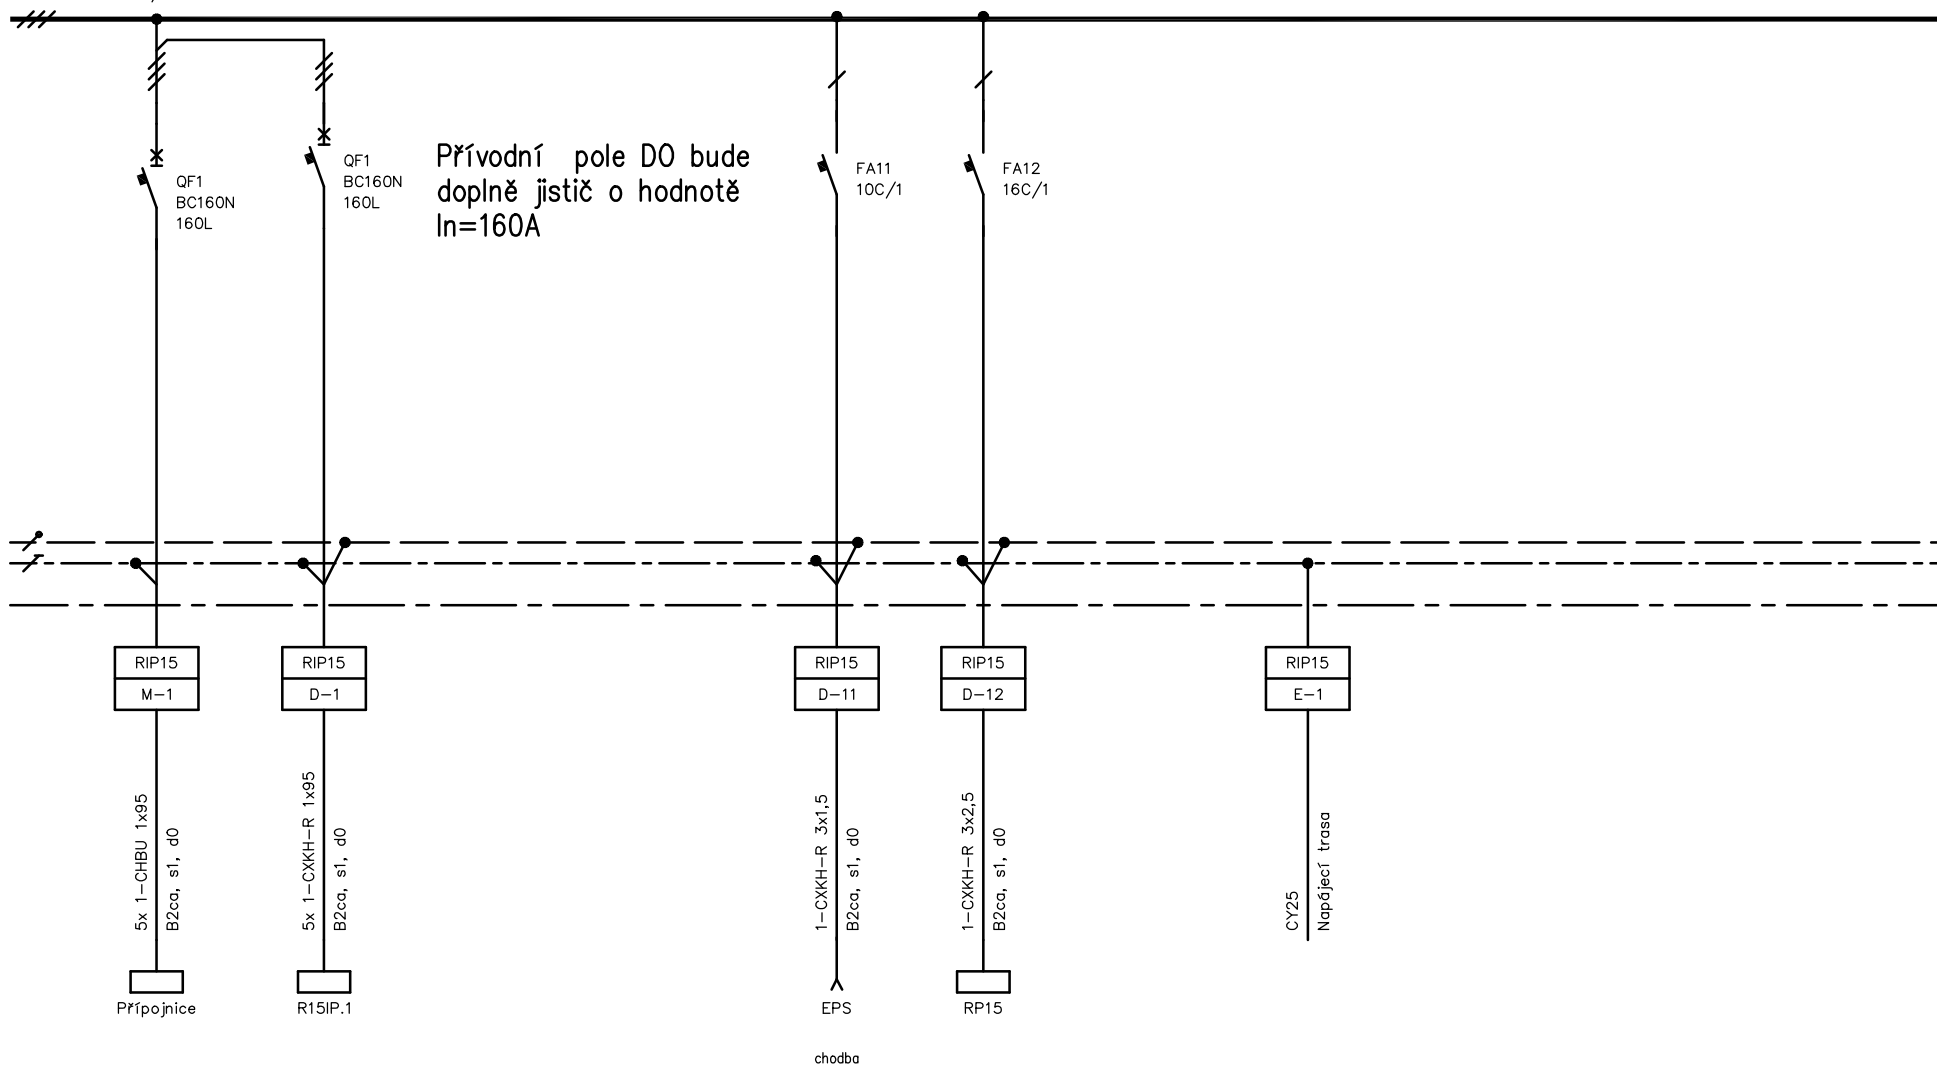 QF1
BC160N
160L
QF1
BC160N
160L
Přívodní pole DO bude
doplně jistič o hodnotě
In=160A
FA11
10C/1
FA12
16C/1
RIP15
M-1
RIP15
D-1
RIP15
D-11
RIP15
D-12
RIP15
E-1
5x 1-CHBU 1x95
B2ca, s1, d0
5x 1-CXKH-R 1x95
B2ca, s1, d0
1-CXKH-R 3x1,5
B2ca, s1, d0
1-CXKH-R 3x2,5
B2ca, s1, d0
CY25
Napájecí trasa
Přípojnice
R15IP.1
EPS
chodba
RP15